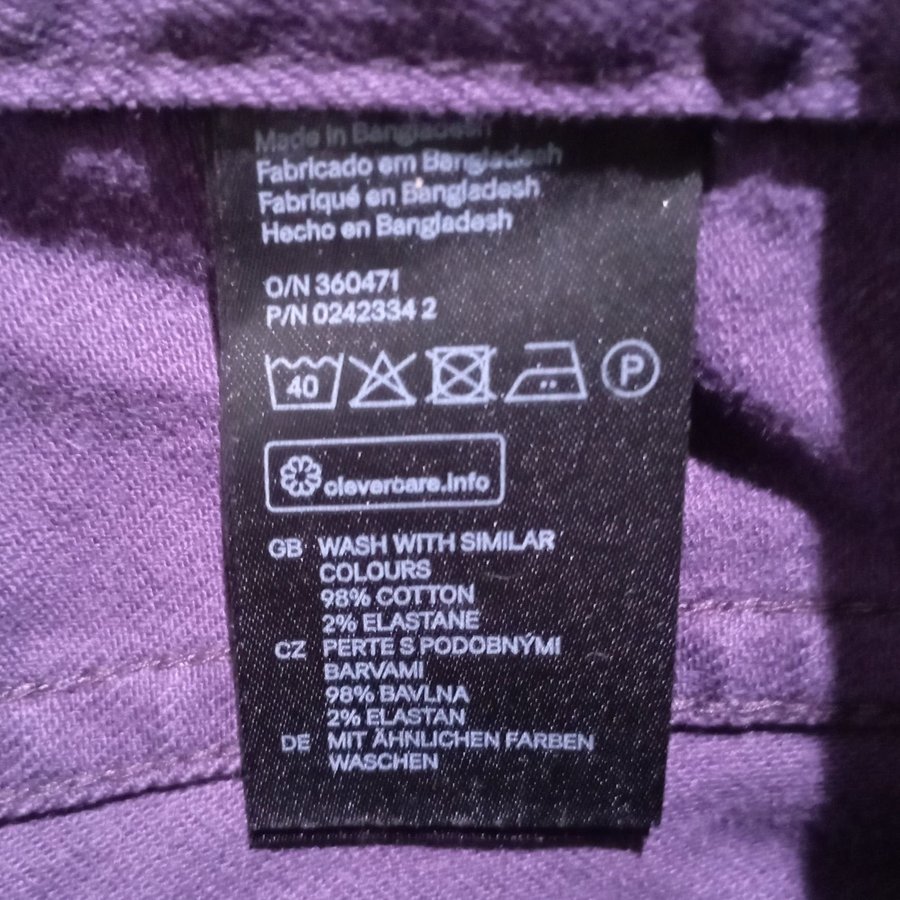 Made in Bangladesh
Fabricado em Bangladesh
Fabriqué en Bangladesh
Hecho en Bangladesh
O/N 360471
P/N 0242334 2
40
P
clevercare.info
GB WASH WITH SIMILAR
COLOURS
98% COTTON
2% ELASTANE
CZ PERTE S PODOBNÝMI
BARVAMI
98% BAVLNA
2% ELASTAN
DE MIT ÄHNLICHEN FARBEN
WASCHEN